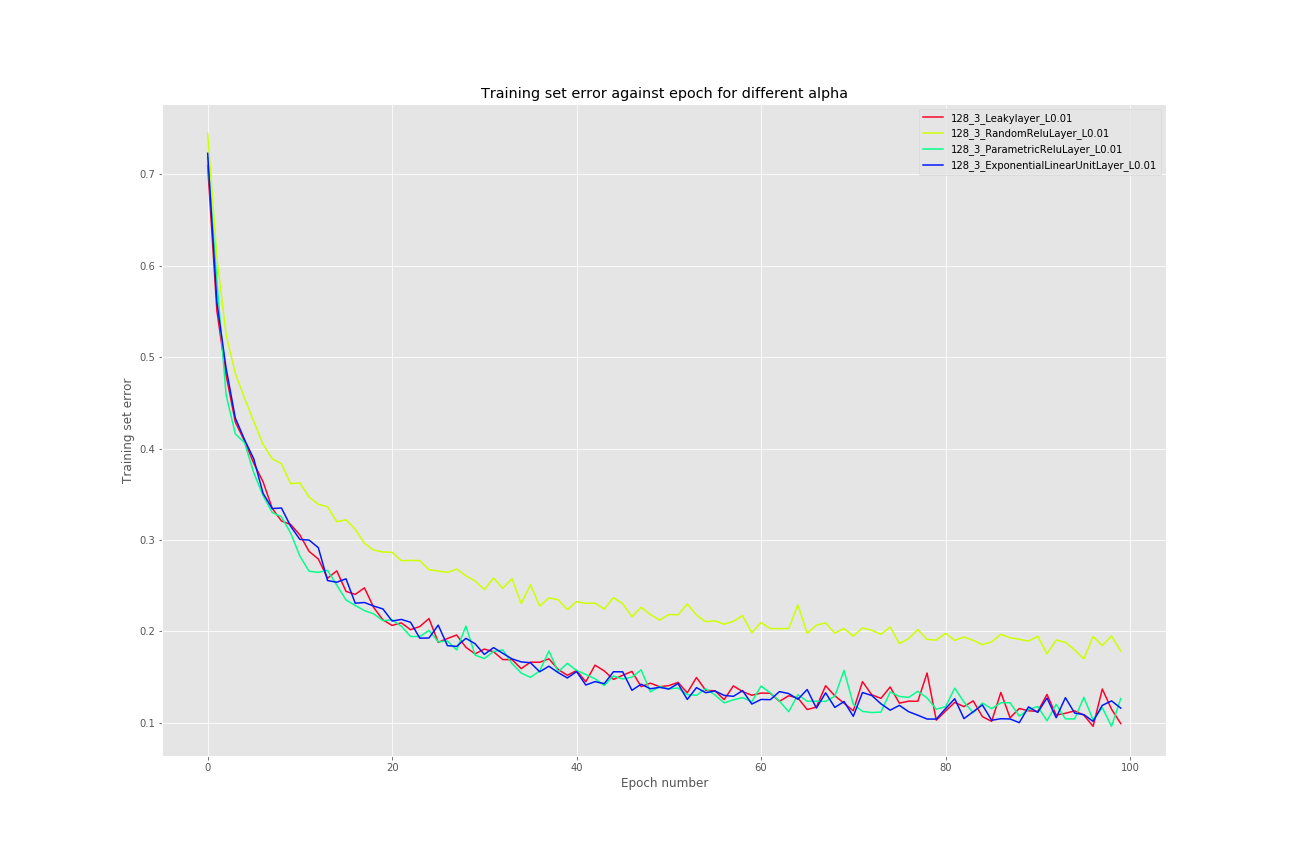 Training set error against epoch for different alpha
128_3_Leakylayer_L0.01
128_3_RandomReluLayer_L0.01
128_3_ParametricReluLayer_L0.01
128_3_ExponentialLinearUnitLayer_L0.01
Training set error
0.7
0.6
0.5
0.4
0.3
0.2
0.1
0 20 40 60 80 100
Epoch number